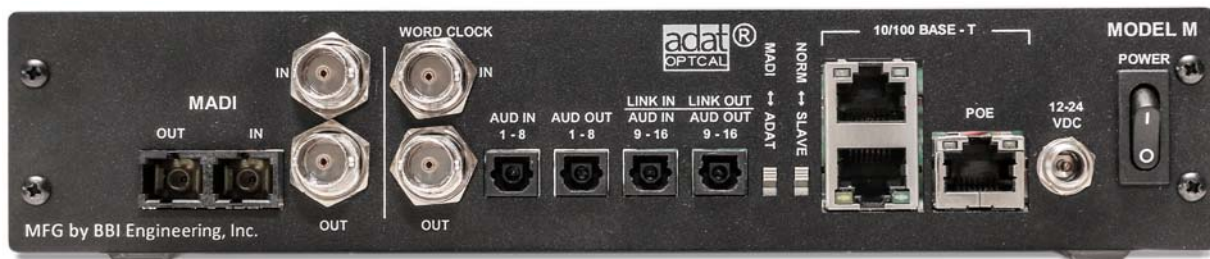 MADI
OUT IN
IN
OUT
WORD CLOCK
IN
OUT
AUD IN
1 - 8
AUD OUT
1 - 8
LINK IN
AUD IN
9 - 16
LINK OUT
AUD OUT
9 - 16
adat®
OPTCAL
MADI ↔ ADAT
NORM ↔ SLAVE
10/100 BASE - T
POE
12-24
VDC
MODEL M
POWER
I
O
MFG by BBI Engineering, Inc.